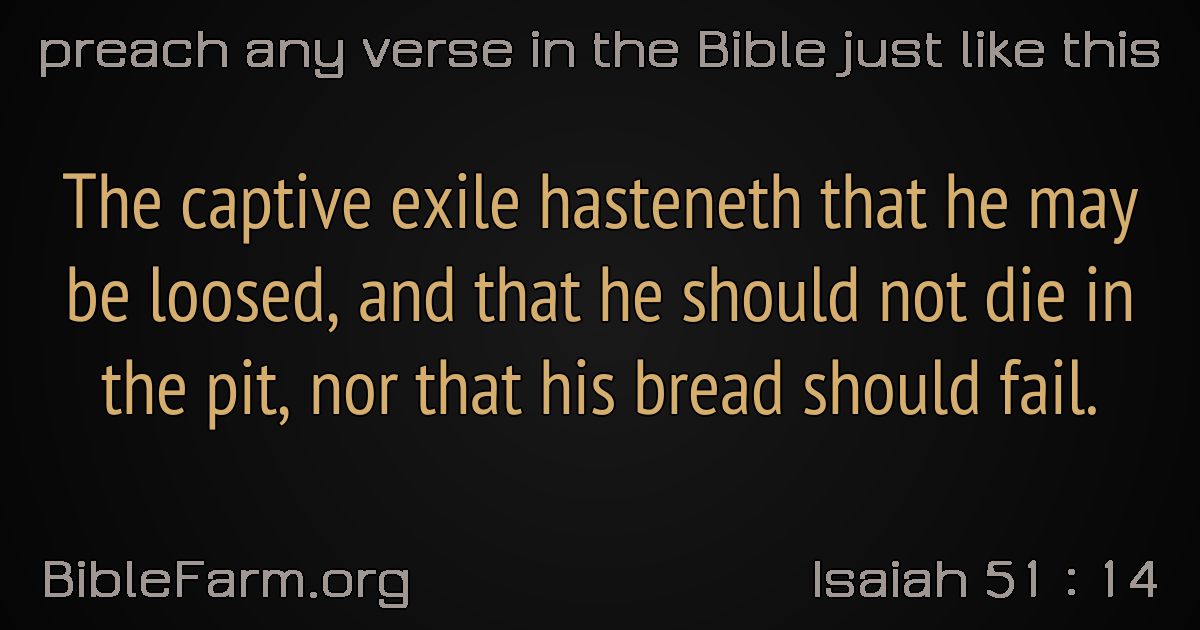 preach any verse in the Bible just like this
The captive exile hasteneth that he may
be loosed, and that he should not die in
the pit, nor that his bread should fail.
BibleFarm.org
Isaiah 51 : 14